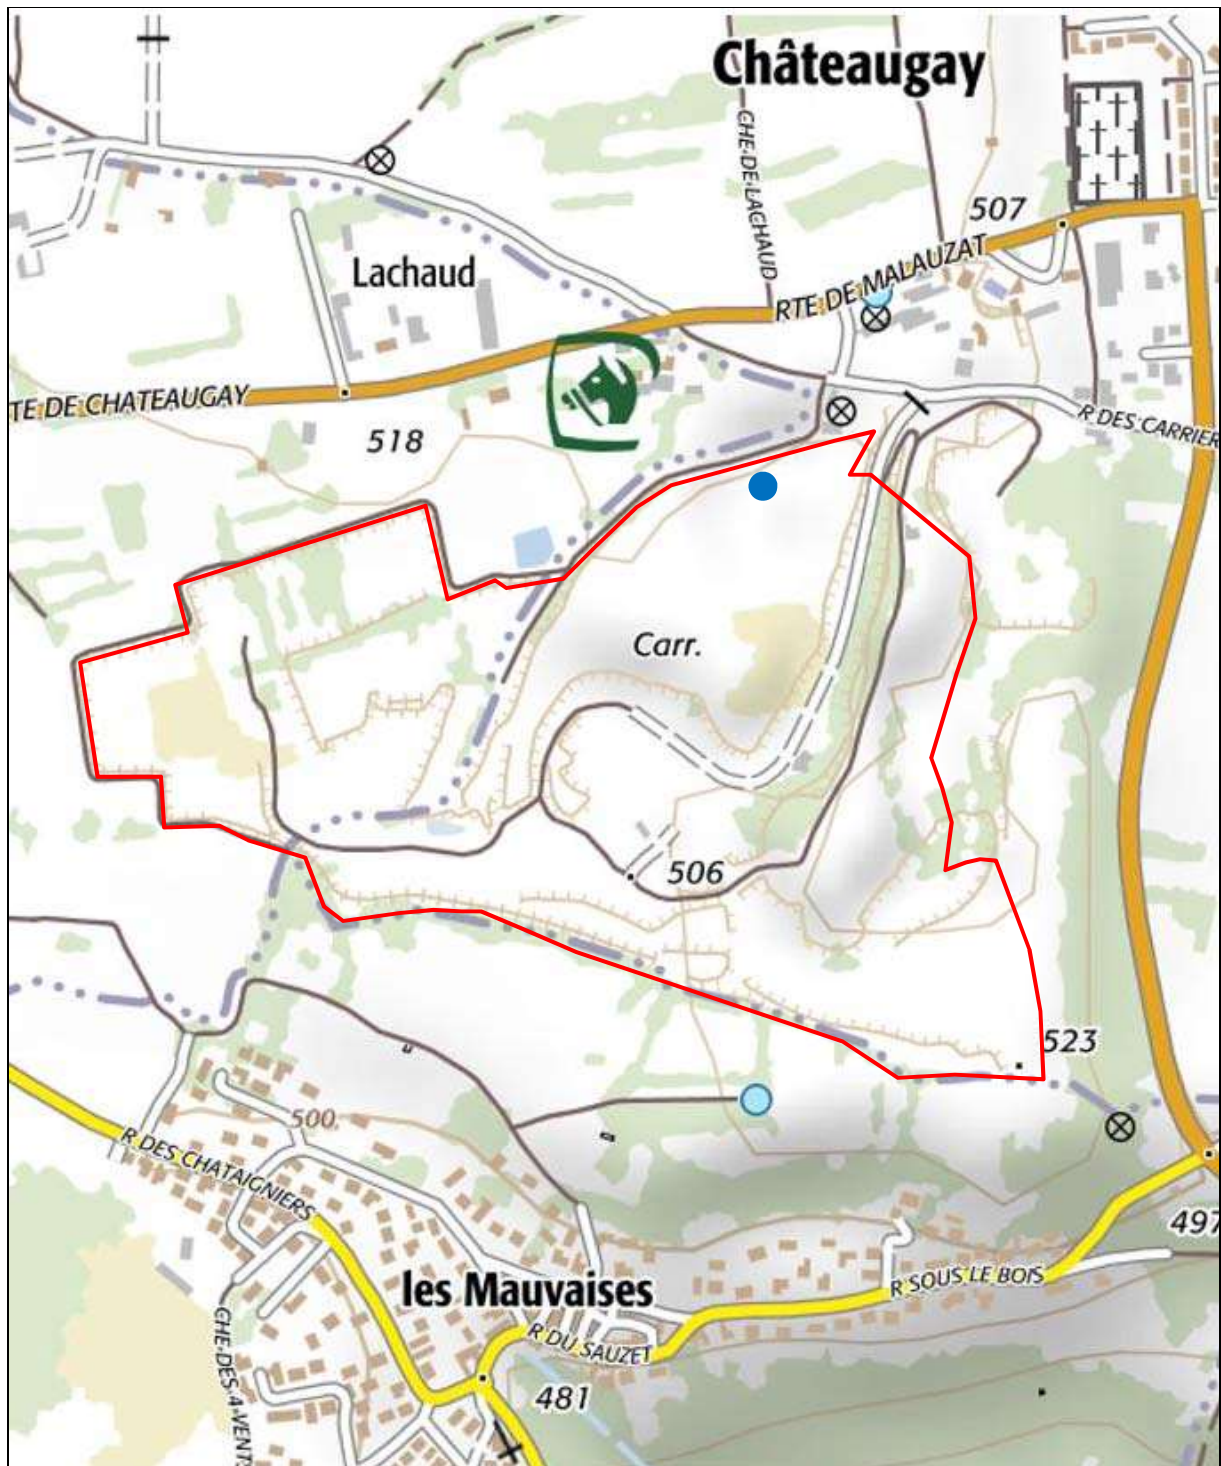 Châteaugay
CHE-DE-LACHAUD
507
Lachaud
RTE DE MALAUZAT
TE DE CHATEAUGAY
R DES CARRIER
518
Carr.
506
523
500
R DES CHATAIGNIERS
497
R SOUS LE BOIS
les Mauvaises
R DU SAUZET
CHE-DES-4-VENTS
481